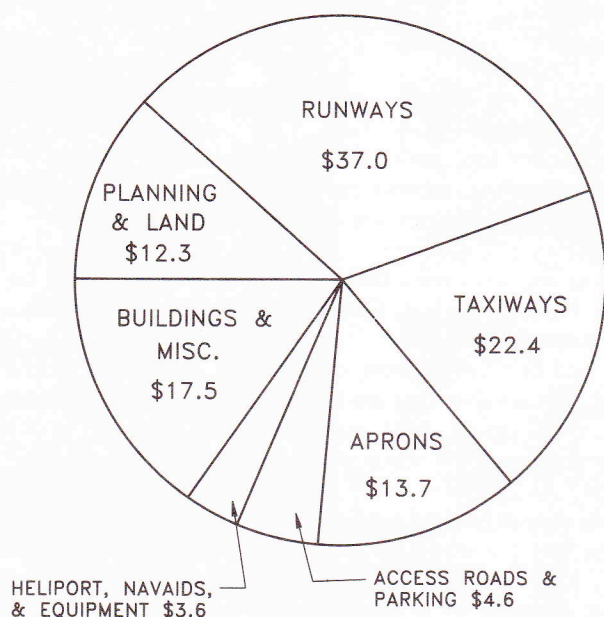 RUNWAYS
$37.0
PLANNING
& LAND
$12.3
TAXIWAYS
$22.4
BUILDINGS &
MISC.
$17.5
APRONS
$13.7
HELIPORT, NAVAIDS,
& EQUIPMENT $3.6
ACCESS ROADS &
PARKING $4.6